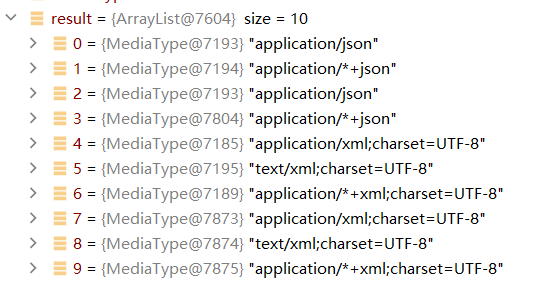 result = {ArrayList@7604} size = 10
0 = {MediaType@7193} "application/json"
1 = {MediaType@7194} "application/*+json"
2 = {MediaType@7193} "application/json"
3 = {MediaType@7804} "application/*+json"
4 = {MediaType@7185} "application/xml;charset=UTF-8"
5 = {MediaType@7195} "text/xml;charset=UTF-8"
6 = {MediaType@7189} "application/*+xml;charset=UTF-8"
7 = {MediaType@7873} "application/xml;charset=UTF-8"
8 = {MediaType@7874} "text/xml;charset=UTF-8"
9 = {MediaType@7875} "application/*+xml;charset=UTF-8"